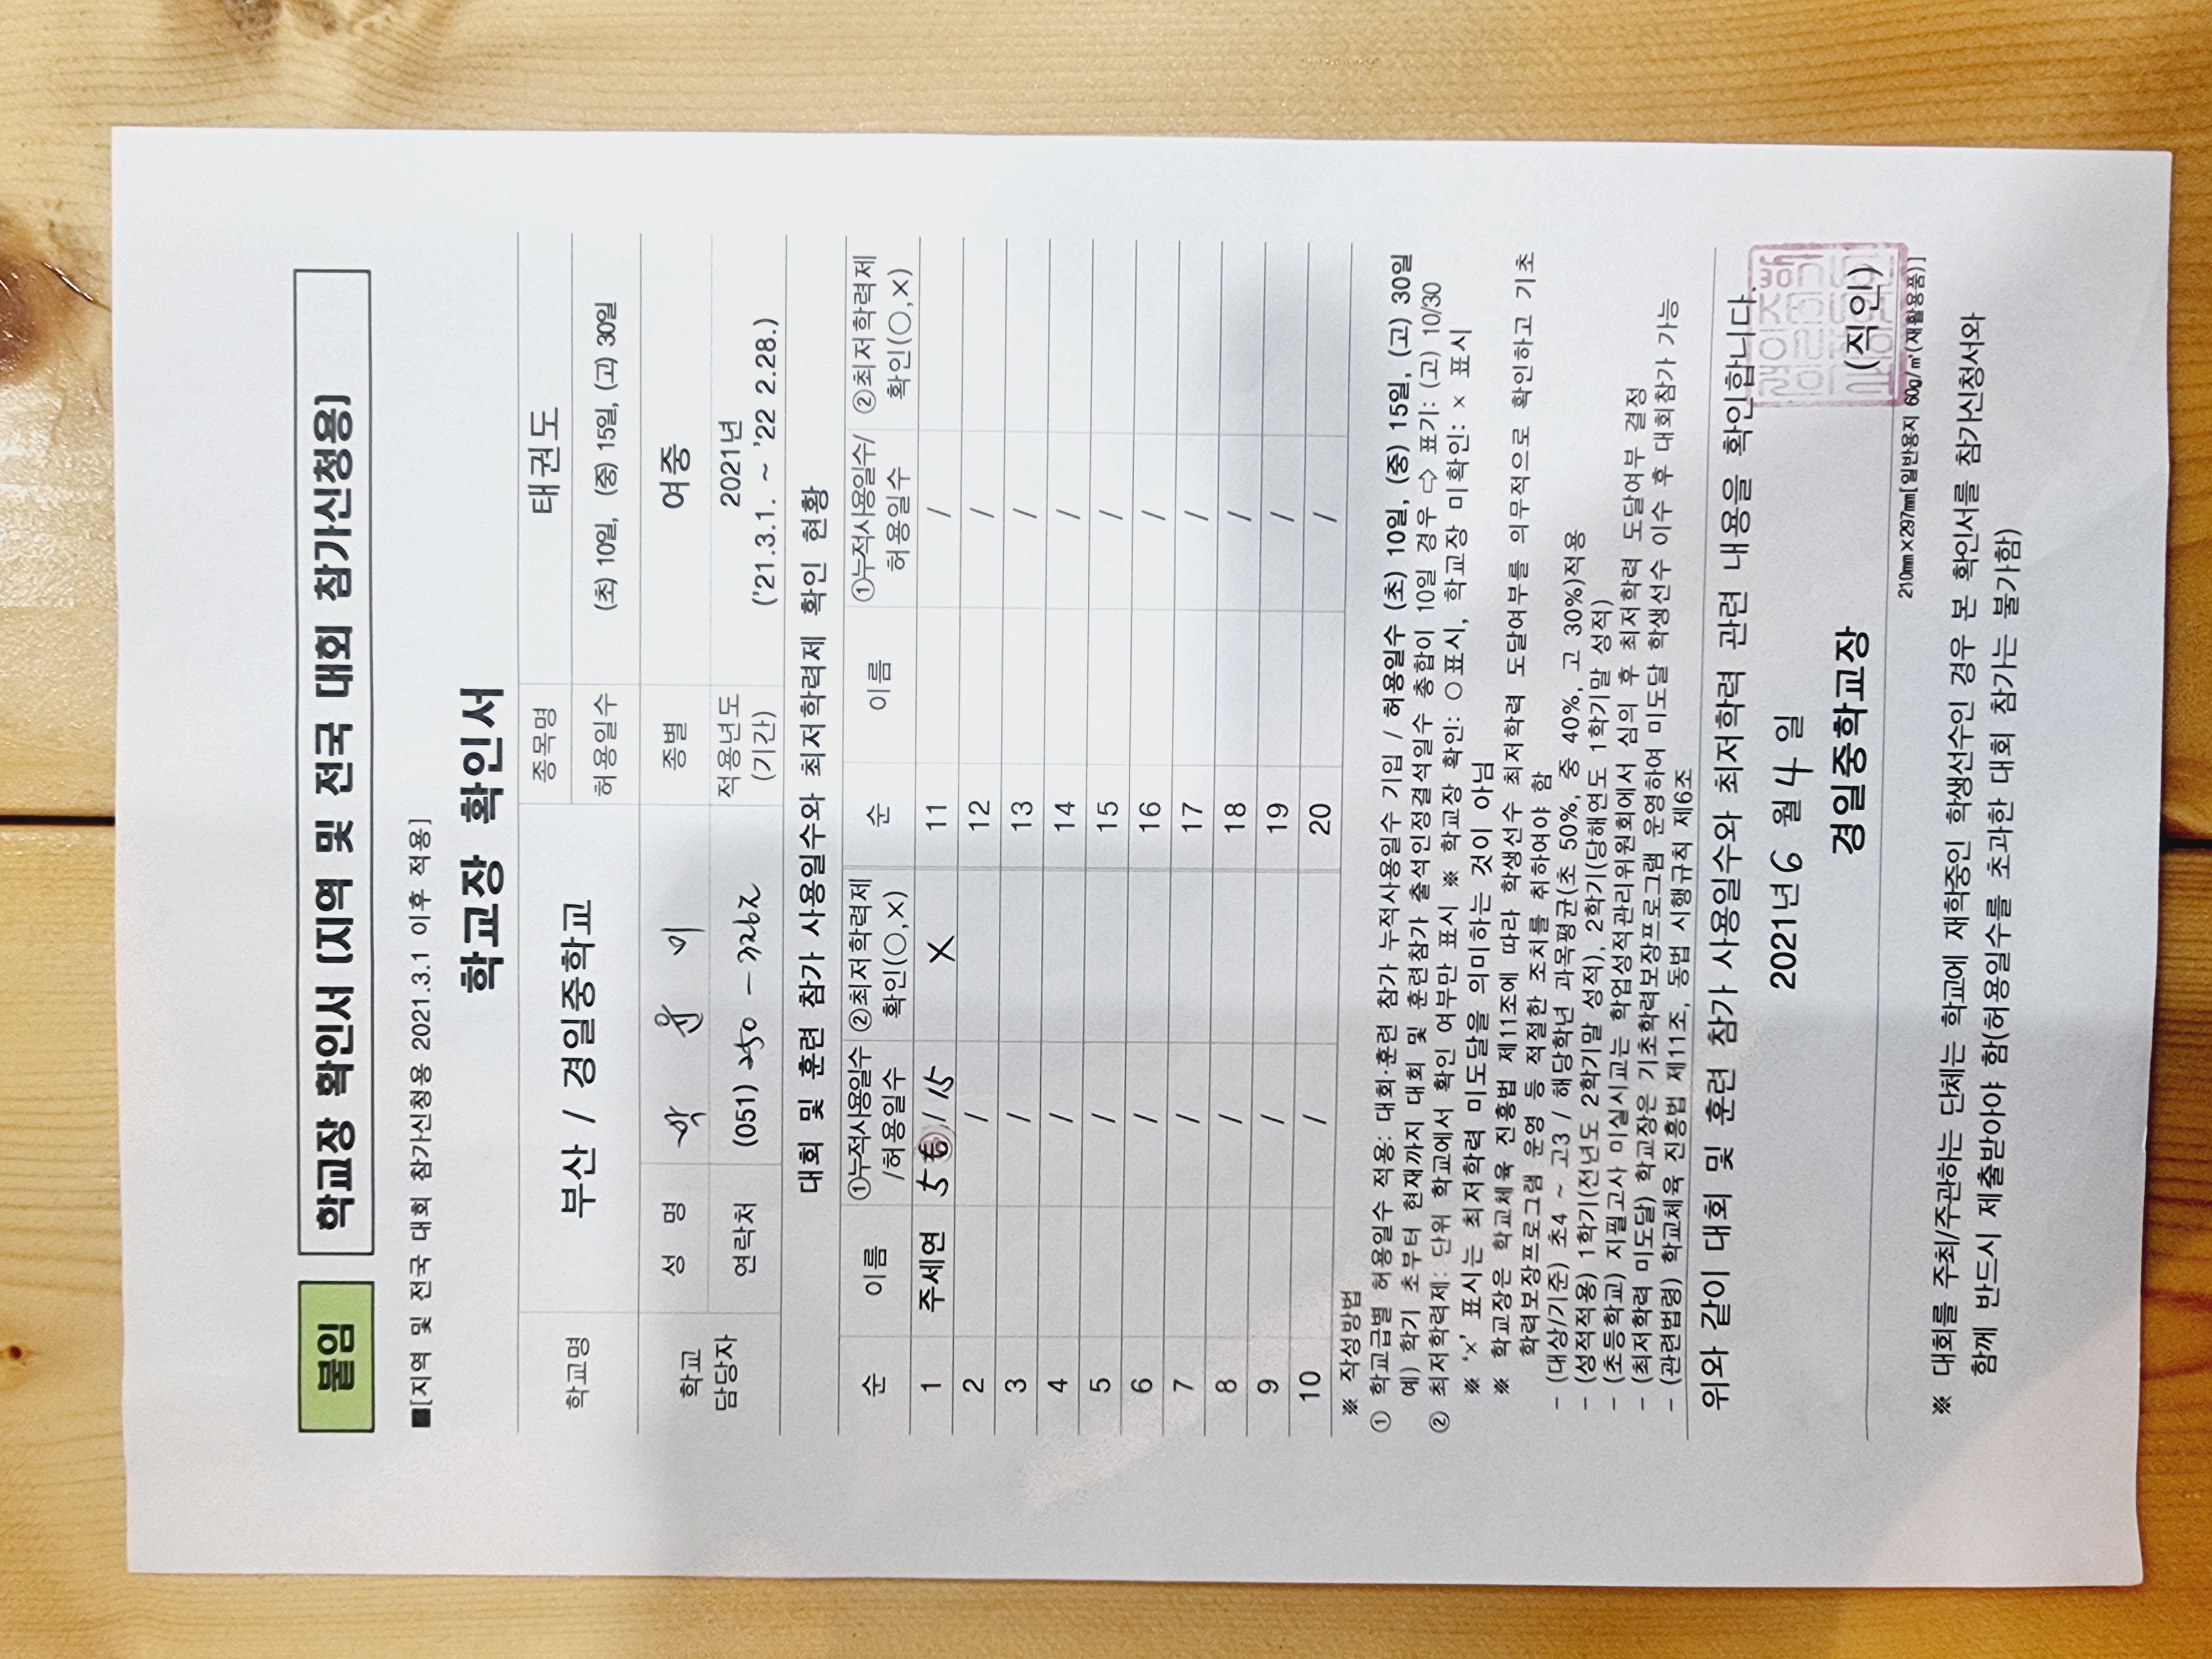 붙임
학교장 확인서 [지역 및 전국 대회 참가신청용]
■[지역 및 전국 대회 참가신청용 2021.3.1 이후 적용]
학교장 확인서
학교명 부산 / 경일중학교 종목명 태권도
허용일수 (초) 10일, (중) 15일, (고) 30일
학교 담당자 성 명 종별 여중
연락처 (051) 적용년도 (기간) 2021년 ('21.3.1. ~ '22 2.28.)
대회 및 훈련 참가 사용일수와 최저학력제 확인 현황
순 이름 ①누적사용일수/허용일수 ②최저학력제 확인(○,×) 순 이름 ①누적사용일수/허용일수 ②최저학력제 확인(○,×)
1 주세연 5 / 15 X 11 /
2 / 12 /
3 / 13 /
4 / 14 /
5 / 15 /
6 / 16 /
7 / 17 /
8 / 18 /
9 / 19 /
10 / 20 /
※ 작성방법
① 학교급별 허용일수 적용: 대회·훈련 참가 누적사용일수 기입 / 허용일수 (초) 10일, (중) 15일, (고) 30일
예) 학기 초부터 현재까지 대회 및 훈련참가 출석인정결석일수 총합이 10일 경우 ⇨ 표기: (고) 10/30
② 최저학력제: 단위 학교에서 확인 여부만 표시 ※ 학교장 확인: ○표시, 학교장 미확인: × 표시
※ '×' 표시는 최저학력 미도달을 의미하는 것이 아님
※ 학교장은 학교체육 진흥법 제11조에 따라 학생선수 최저학력 도달여부를 의무적으로 확인하고 기초
학력보장프로그램 운영 등 적절한 조치를 취하여야 함
- (대상/기준) 초4 ~ 고3 / 해당학년 과목평균(초 50%, 중 40%, 고 30%)적용
- (성적적용) 1학기(전년도 2학기말 성적), 2학기(당해연도 1학기말 성적)
- (초등학교) 지필고사 미실시교는 학업성적관리위원회에서 심의 후 최저학력 도달여부 결정
- (최저학력 미도달) 학교장은 기초학력보장프로그램 운영하여 미도달 학생선수 이수 후 대회참가 가능
- (관련법령) 학교체육 진흥법 제11조, 동법 시행규칙 제6조
위와 같이 대회 및 훈련 참가 사용일수와 최저학력 관련 내용을 확인합니다.
2021년 6 월 4 일
경일중학교장 (직인)
210mm×297mm[일반용지 60g/㎡(재활용품)]
※ 대회를 주최/주관하는 단체는 학교에 재학중인 학생선수인 경우 본 확인서를 참가신청서와
함께 반드시 제출받아야 함(허용일수를 초과한 대회 참가는 불가함)